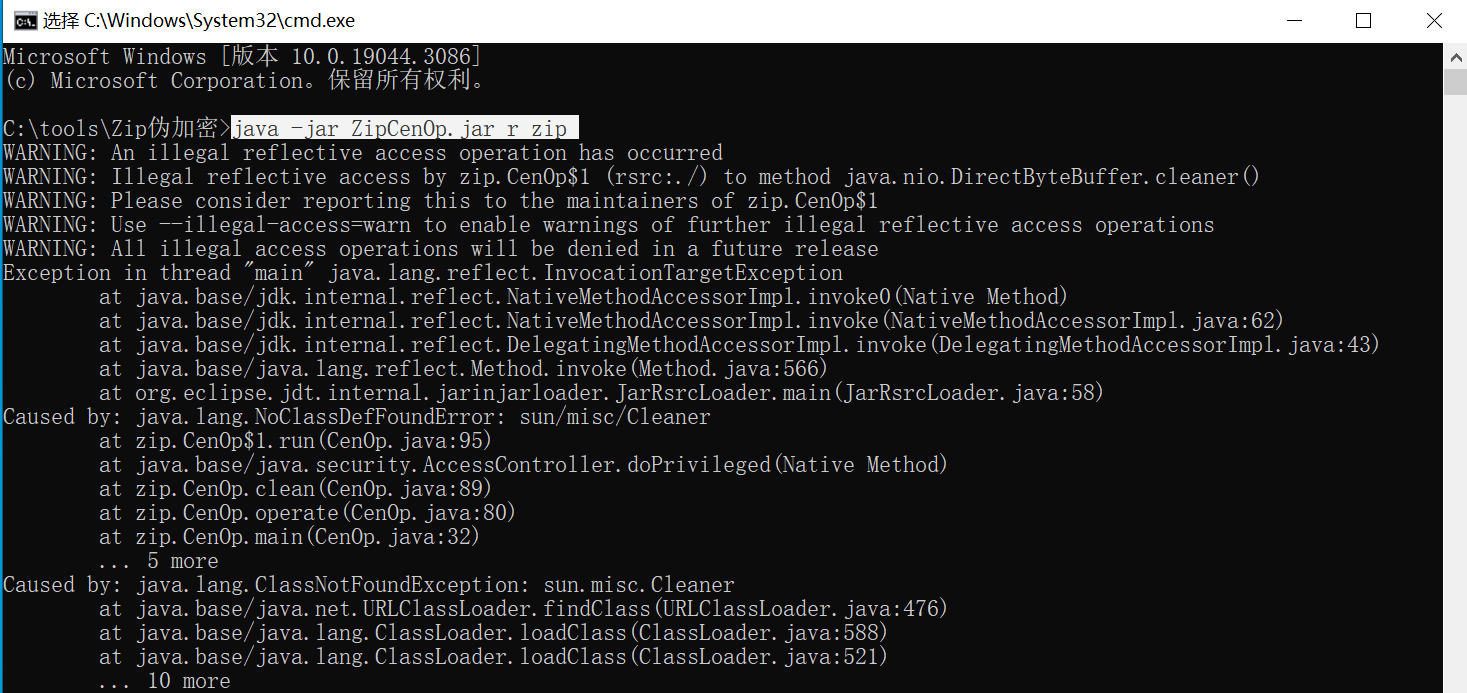 选择 C:\Windows\System32\cmd.exe
Microsoft Windows [版本 10.0.19044.3086]
(c) Microsoft Corporation。保留所有权利。
C:\tools\Zip伪加密>java -jar ZipCenOp.jar r zip
WARNING: An illegal reflective access operation has occurred
WARNING: Illegal reflective access by zip.CenOp$1 (rsrc:./) to method java.nio.DirectByteBuffer.cleaner()
WARNING: Please consider reporting this to the maintainers of zip.CenOp$1
WARNING: Use --illegal-access=warn to enable warnings of further illegal reflective access operations
WARNING: All illegal access operations will be denied in a future release
Exception in thread "main" java.lang.reflect.InvocationTargetException
        at java.base/jdk.internal.reflect.NativeMethodAccessorImpl.invoke0(Native Method)
        at java.base/jdk.internal.reflect.NativeMethodAccessorImpl.invoke(NativeMethodAccessorImpl.java:62)
        at java.base/jdk.internal.reflect.DelegatingMethodAccessorImpl.invoke(DelegatingMethodAccessorImpl.java:43)
        at java.base/java.lang.reflect.Method.invoke(Method.java:566)
        at org.eclipse.jdt.internal.jarinjarloader.JarRsrcLoader.main(JarRsrcLoader.java:58)
Caused by: java.lang.NoClassDefFoundError: sun/misc/Cleaner
        at zip.CenOp$1.run(CenOp.java:95)
        at java.base/java.security.AccessController.doPrivileged(Native Method)
        at zip.CenOp.clean(CenOp.java:89)
        at zip.CenOp.operate(CenOp.java:80)
        at zip.CenOp.main(CenOp.java:32)
        ... 5 more
Caused by: java.lang.ClassNotFoundException: sun.misc.Cleaner
        at java.base/java.net.URLClassLoader.findClass(URLClassLoader.java:476)
        at java.base/java.lang.ClassLoader.loadClass(ClassLoader.java:588)
        at java.base/java.lang.ClassLoader.loadClass(ClassLoader.java:521)
        ... 10 more